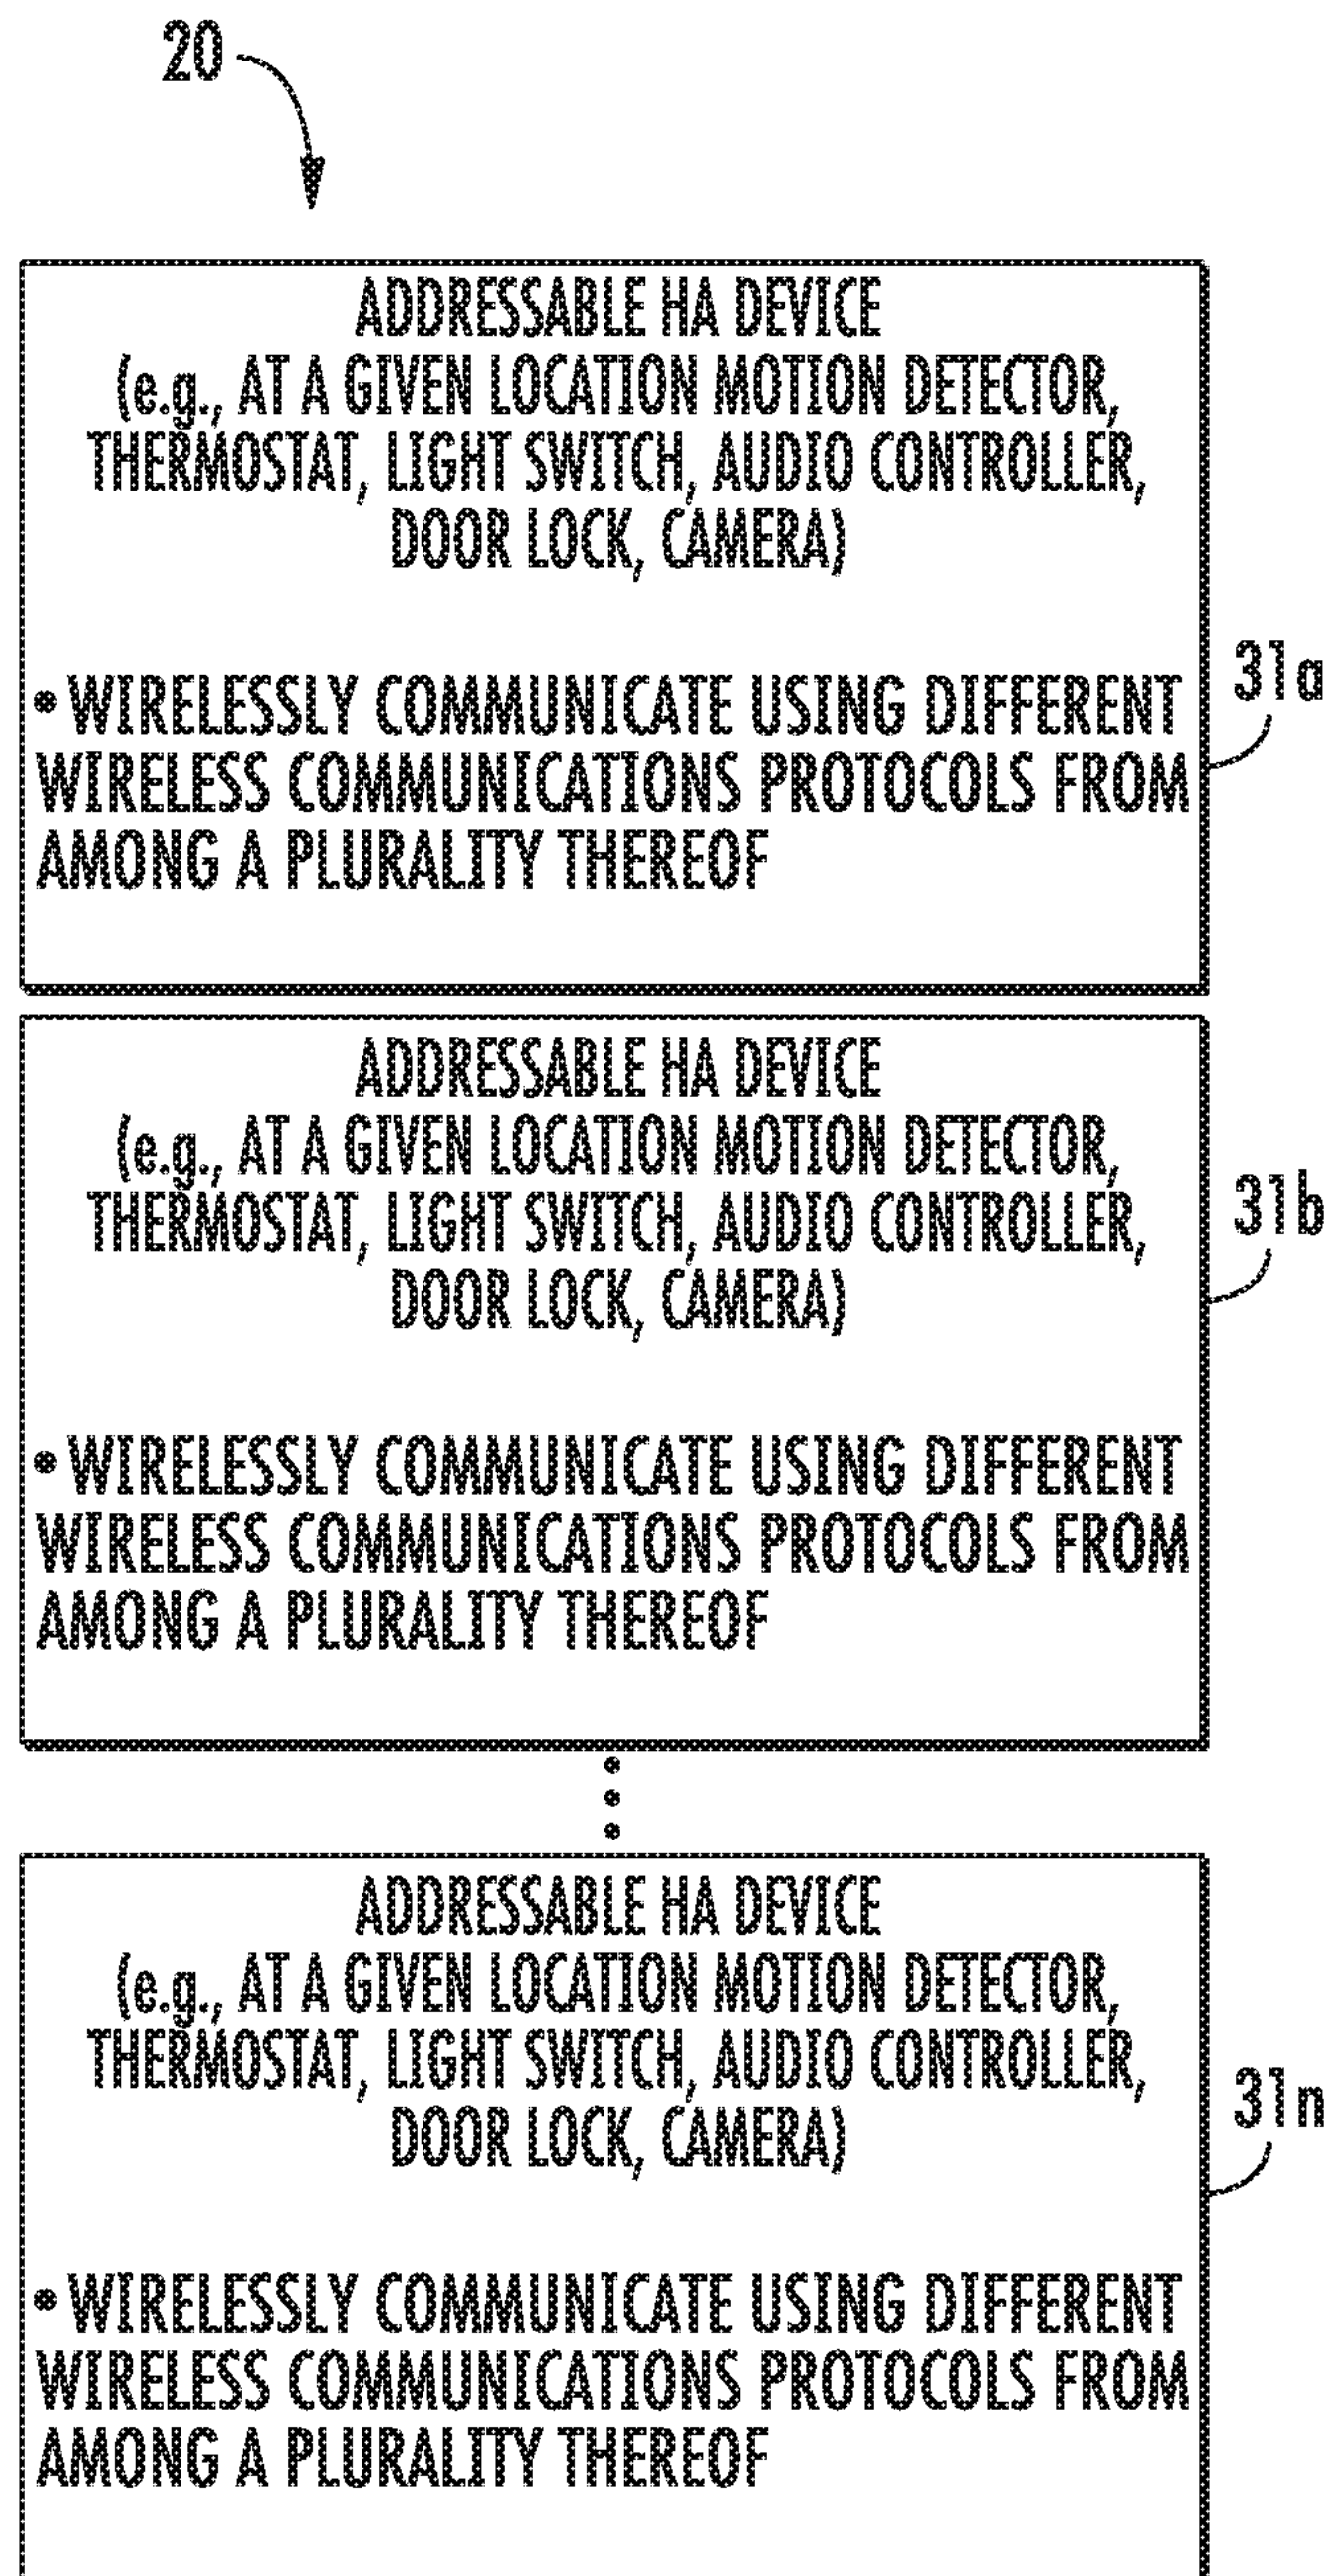 20
ADDRESSABLE HA DEVICE
(e.g., AT A GIVEN LOCATION MOTION DETECTOR,
THERMOSTAT, LIGHT SWITCH, AUDIO CONTROLLER,
DOOR LOCK, CAMERA)
31a
• WIRELESSLY COMMUNICATE USING DIFFERENT
WIRELESS COMMUNICATIONS PROTOCOLS FROM
AMONG A PLURALITY THEREOF
ADDRESSABLE HA DEVICE
(e.g., AT A GIVEN LOCATION MOTION DETECTOR,
THERMOSTAT, LIGHT SWITCH, AUDIO CONTROLLER,
DOOR LOCK, CAMERA)
31b
• WIRELESSLY COMMUNICATE USING DIFFERENT
WIRELESS COMMUNICATIONS PROTOCOLS FROM
AMONG A PLURALITY THEREOF
ADDRESSABLE HA DEVICE
(e.g., AT A GIVEN LOCATION MOTION DETECTOR,
THERMOSTAT, LIGHT SWITCH, AUDIO CONTROLLER,
DOOR LOCK, CAMERA)
31n
• WIRELESSLY COMMUNICATE USING DIFFERENT
WIRELESS COMMUNICATIONS PROTOCOLS FROM
AMONG A PLURALITY THEREOF